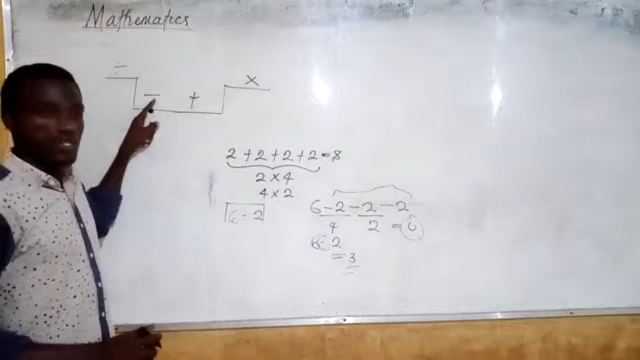 Mathematics
÷ ×
− +
2 + 2 + 2 + 2 = 8
2 × 4
4 × 2
6 ÷ 2
6 - 2 - 2 - 2
4 2 = 0
6 ÷ 2
= 3